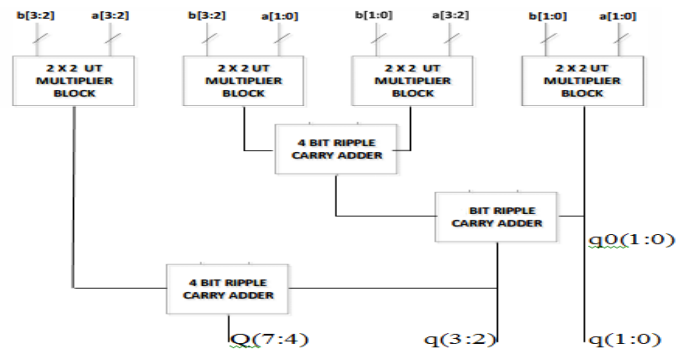 b[3:2] a[3:2] b[3:2] a[1:0] b[1:0] a[3:2] b[1:0] a[1:0]
2 X 2 UT
MULTIPLIER
BLOCK
2 X 2 UT
MULTIPLIER
BLOCK
2 X 2 UT
MULTIPLIER
BLOCK
2 X 2 UT
MULTIPLIER
BLOCK
4 BIT RIPPLE
CARRY ADDER
BIT RIPPLE
CARRY ADDER
q0(1:0)
4 BIT RIPPLE
CARRY ADDER
Q(7:4) q(3:2) q(1:0)